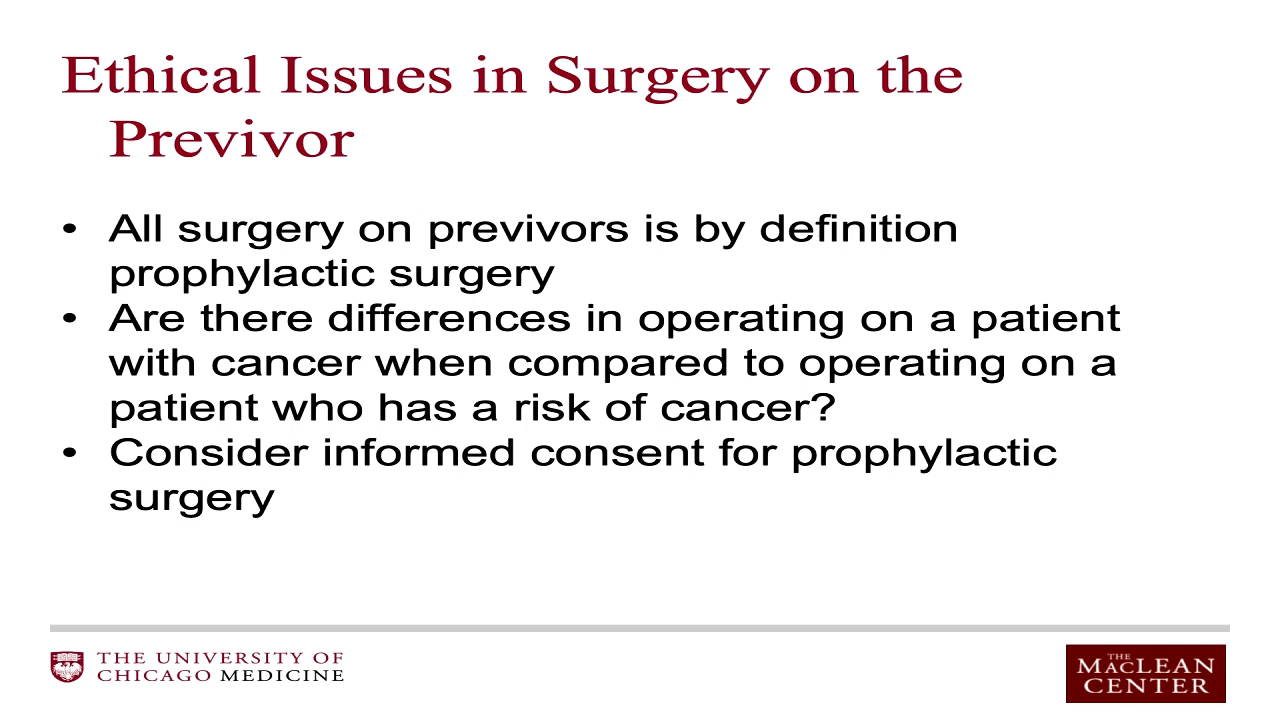 Ethical Issues in Surgery on the
Previvor
• All surgery on previvors is by definition
prophylactic surgery
• Are there differences in operating on a patient
with cancer when compared to operating on a
patient who has a risk of cancer?
• Consider informed consent for prophylactic
surgery
THE UNIVERSITY OF
CHICAGO MEDICINE
THE
MACLEAN
CENTER